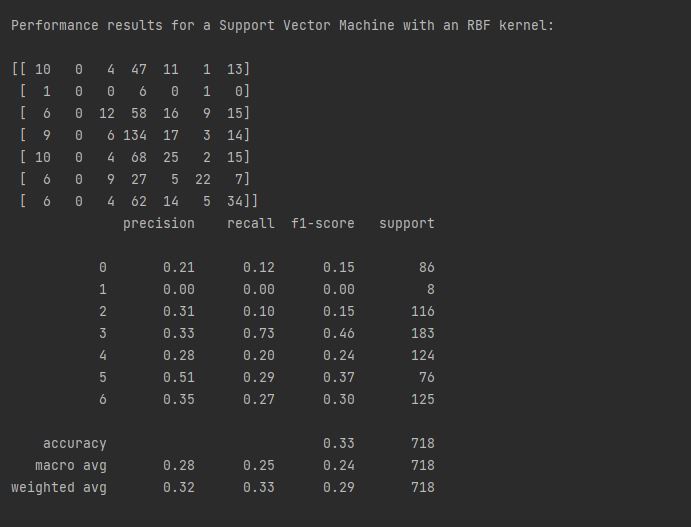 Performance results for a Support Vector Machine with an RBF kernel:
[[ 10   0   4  47  11   1  13]
 [  1   0   0   6   0   1   0]
 [  6   0  12  58  16   9  15]
 [  9   0   6 134  17   3  14]
 [ 10   0   4  68  25   2  15]
 [  6   0   9  27   5  22   7]
 [  6   0   4  62  14   5  34]]
              precision    recall  f1-score   support
           0       0.21      0.12      0.15        86
           1       0.00      0.00      0.00         8
           2       0.31      0.10      0.15       116
           3       0.33      0.73      0.46       183
           4       0.28      0.20      0.24       124
           5       0.51      0.29      0.37        76
           6       0.35      0.27      0.30       125
    accuracy                           0.33       718
   macro avg       0.28      0.25      0.24       718
weighted avg       0.32      0.33      0.29       718